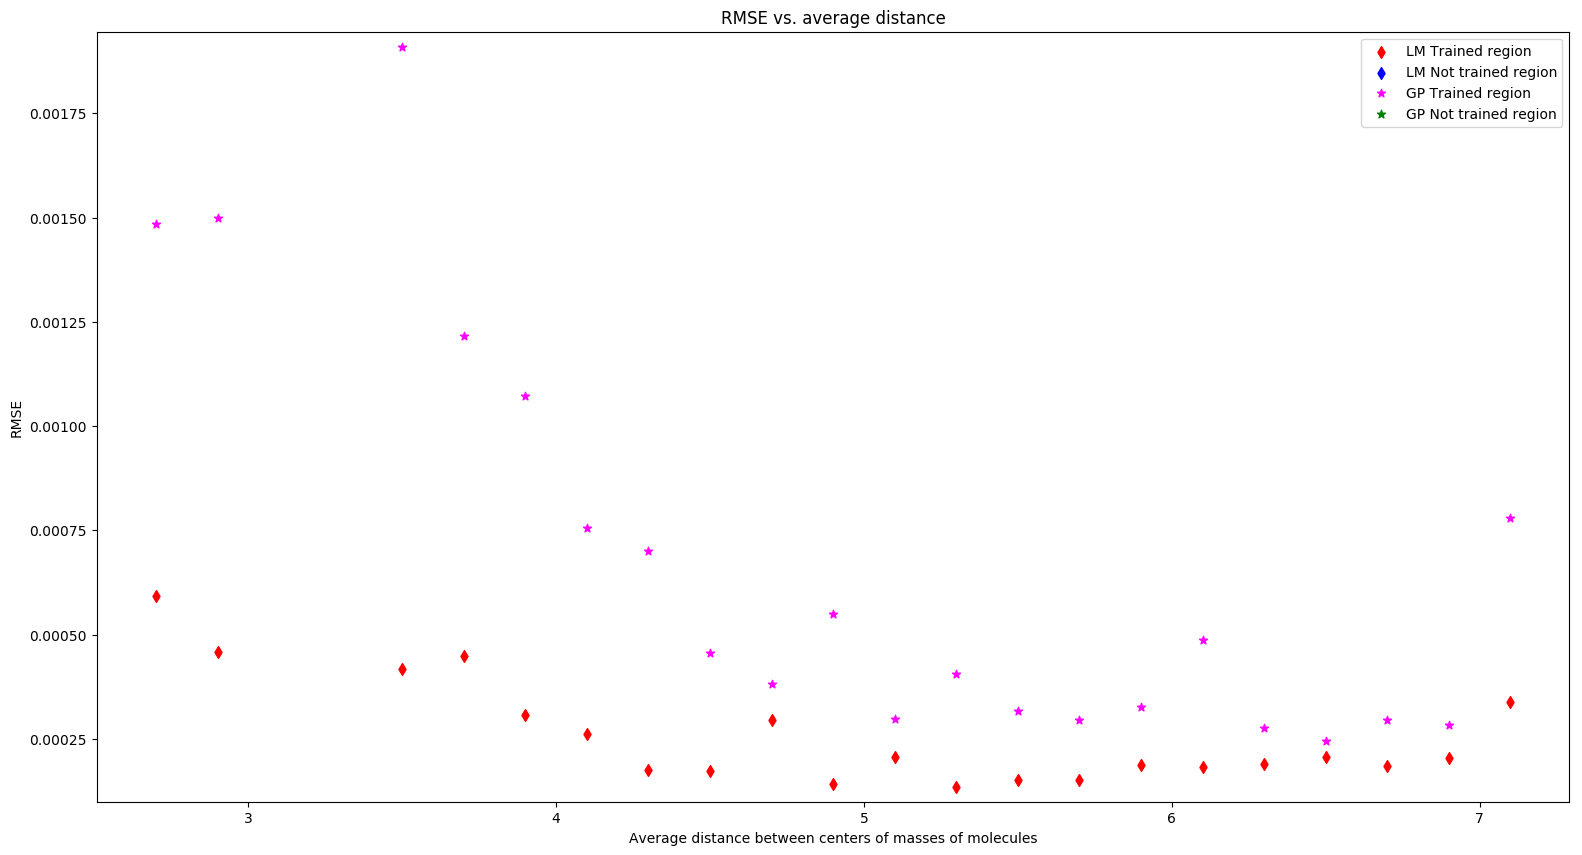 RMSE vs. average distance
LM Trained region
LM Not trained region
GP Trained region
GP Not trained region
0.00175
0.00150
0.00125
0.00100
0.00075
0.00050
0.00025
RMSE
3 4 5 6 7
Average distance between centers of masses of molecules